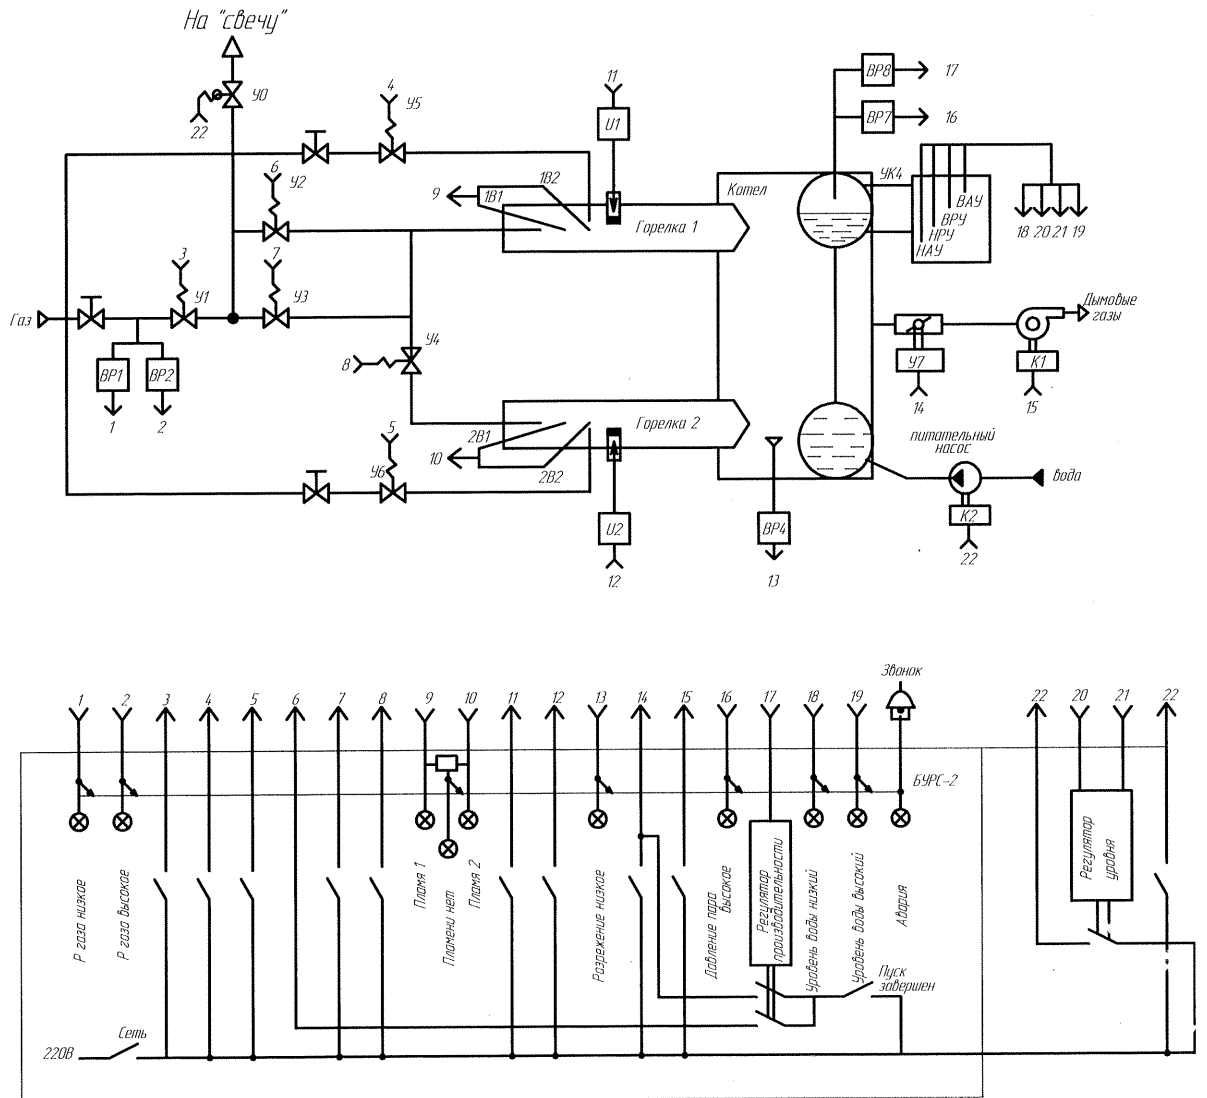 На "свечу"
У0
22
4
У5
11
U1
ВР8
17
ВР7
16
6
У2
9
1В1
1В2
Горелка 1
Котел
УК4
ВАУ
ВРУ
НРУ
НАУ
18
20
21
19
3
У1
7
У3
Газ
ВР1
ВР2
1
2
8
У4
Дымовые
газы
У7
14
К1
15
5
У6
10
2В1
2В2
Горелка 2
U2
12
ВР4
13
питательный
насос
вода
К2
22
Звонок
1
2
3
4
5
6
7
8
9
10
11
12
13
14
15
16
17
18
19
22
20
21
22
БУРС-2
Р газа низкое
Р газа высокое
Пламя 1
Пламени нет
Пламя 2
Разрежение низкое
Давление пара
высокое
Регулятор
производительности
Уровень воды низкий
Уровень воды высокий
Авария
Регулятор
уровня
Пуск
завершен
Сеть
220В